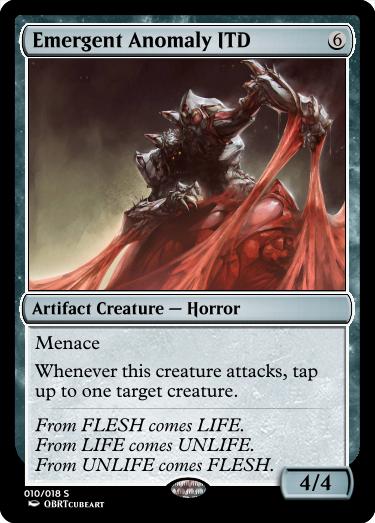 Emergent Anomaly ITD
6
Artifact Creature — Horror
Menace
Whenever this creature attacks, tap
up to one target creature.
From FLESH comes LIFE.
From LIFE comes UNLIFE.
From UNLIFE comes FLESH.
4/4
010/018 S
OBRTcubeart